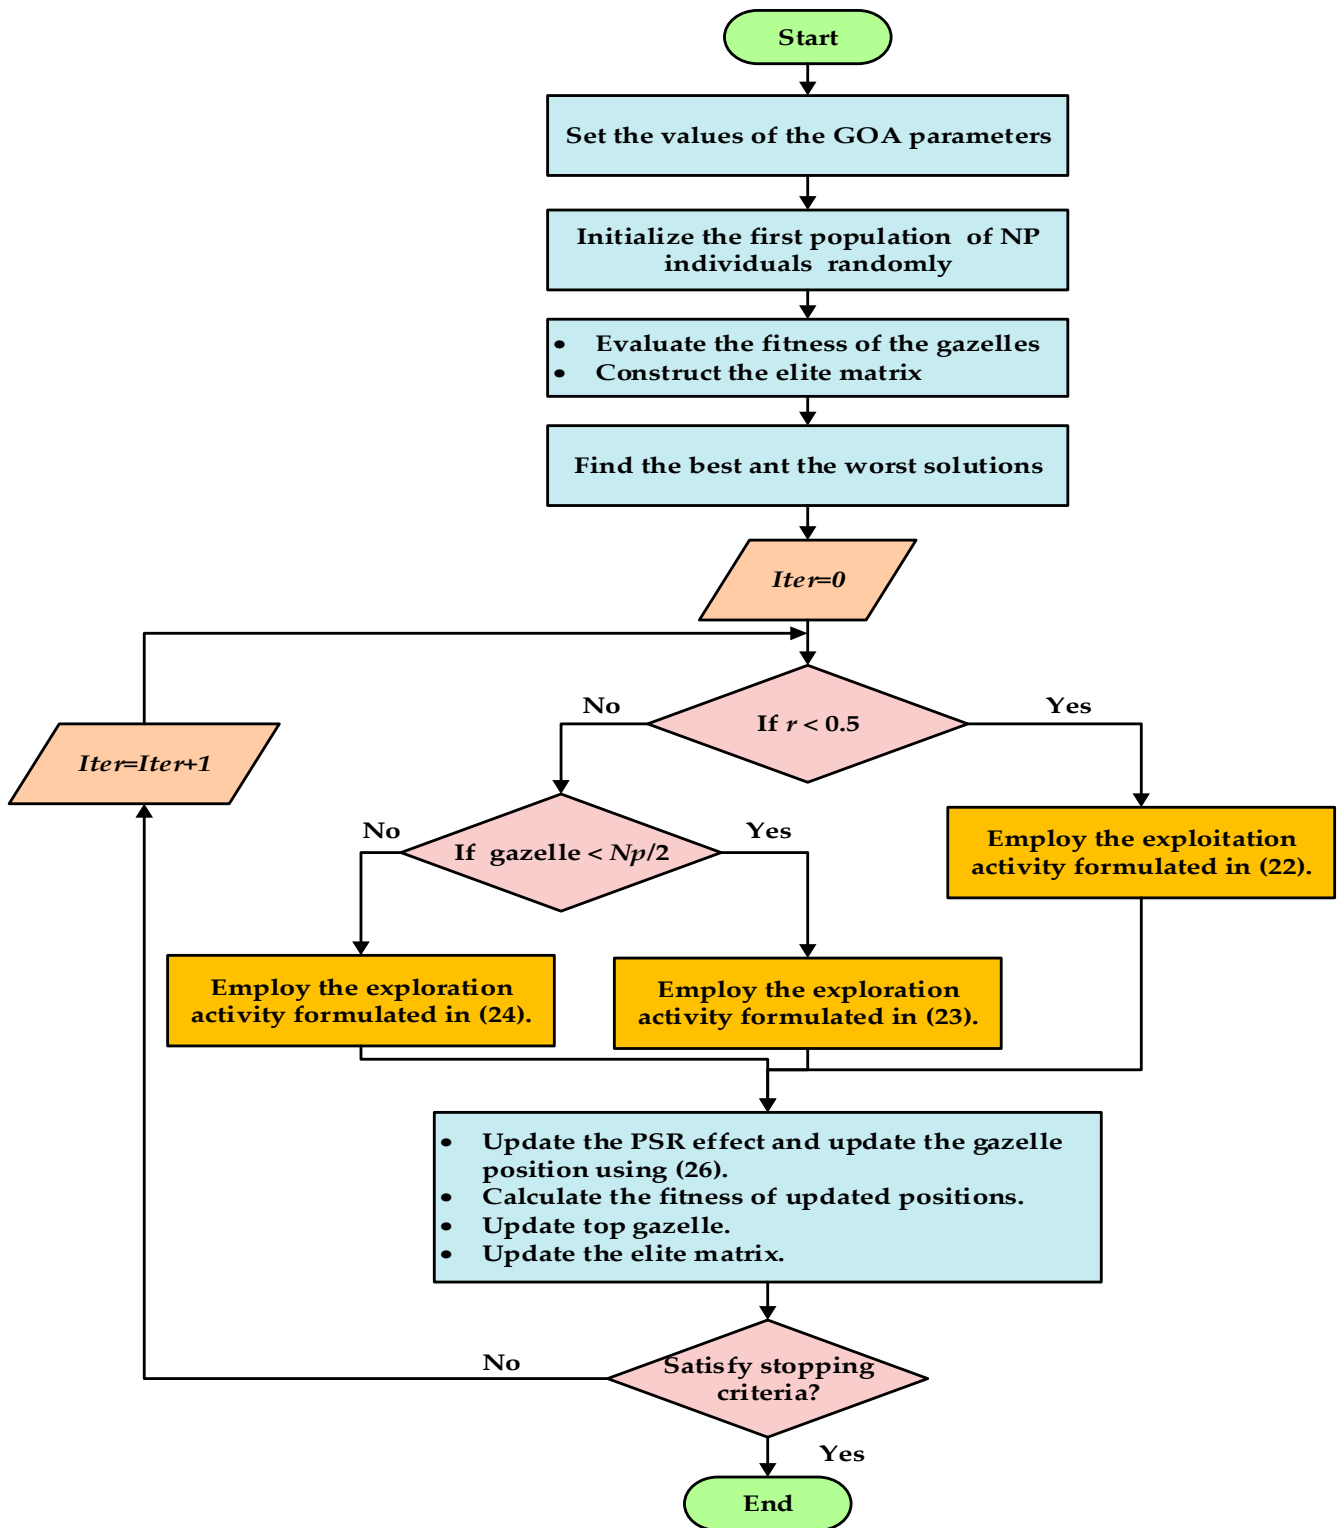 Start
Set the values of the GOA parameters
Initialize the first population of NP
individuals randomly
• Evaluate the fitness of the gazelles
• Construct the elite matrix
Find the best ant the worst solutions
Iter=0
If r < 0.5
No
Yes
Iter=Iter+1
If gazelle < Np/2
No
Yes
Employ the exploitation
activity formulated in (22).
Employ the exploration
activity formulated in (24).
Employ the exploration
activity formulated in (23).
• Update the PSR effect and update the gazelle
position using (26).
• Calculate the fitness of updated positions.
• Update top gazelle.
• Update the elite matrix.
No
Satisfy stopping
criteria?
Yes
End